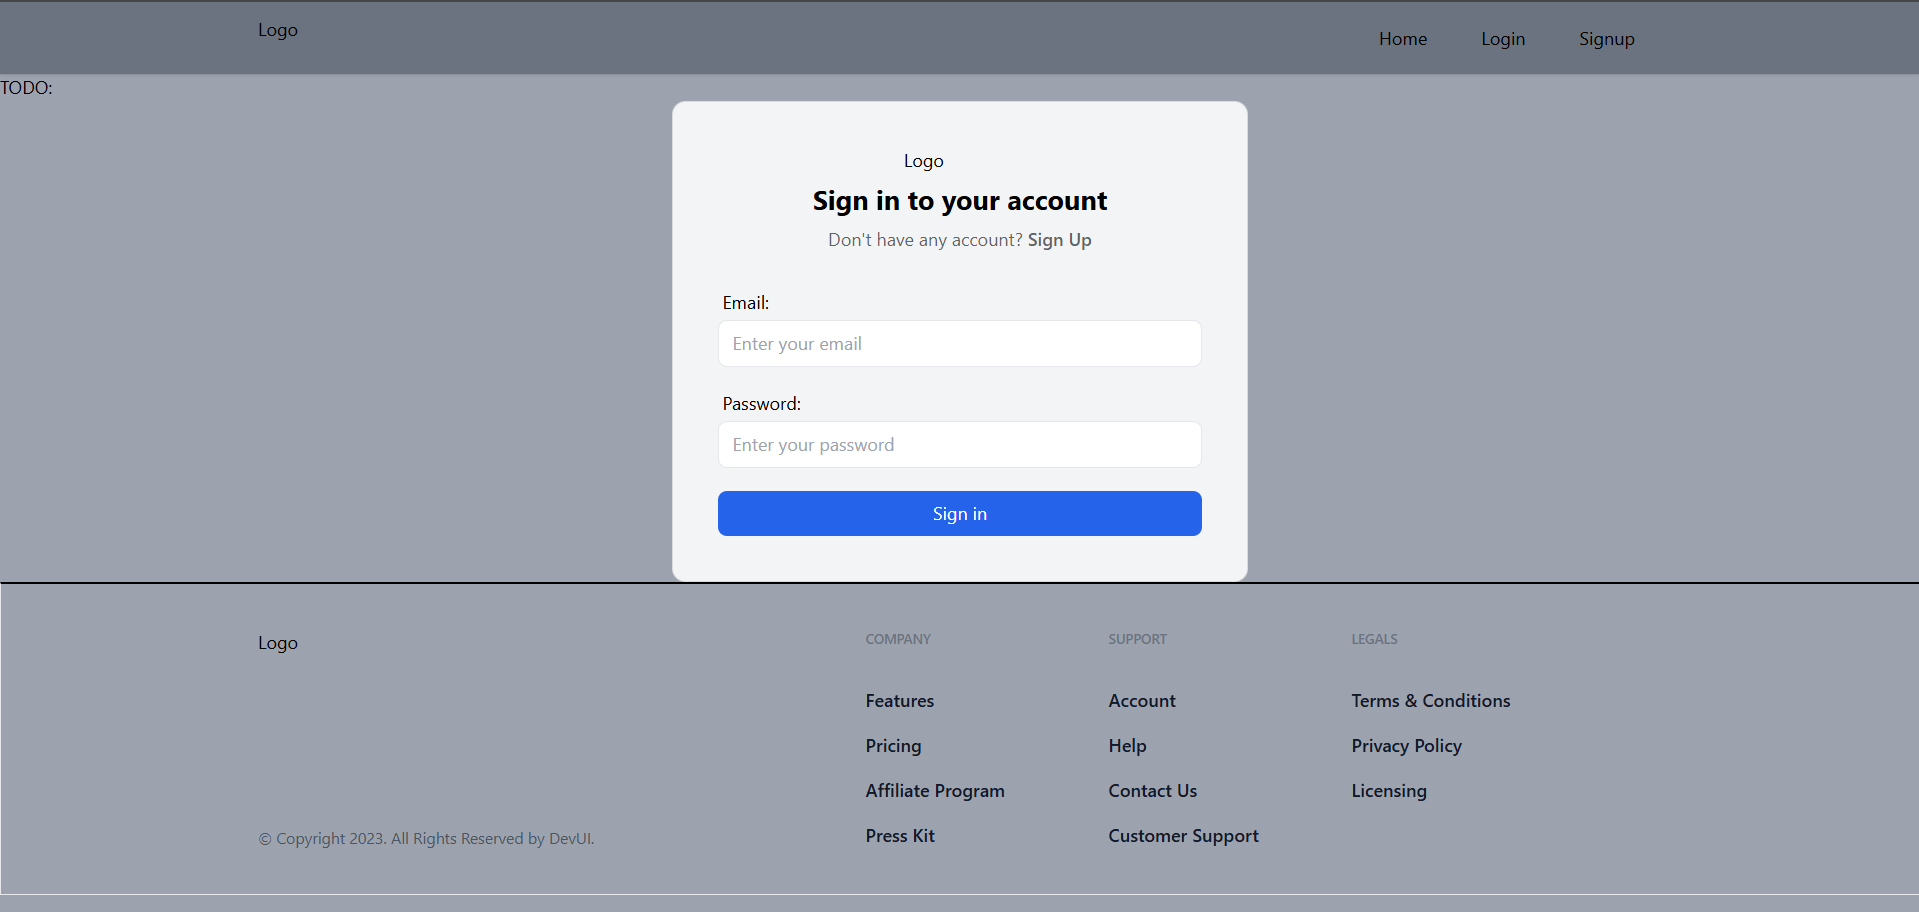 Logo
Home Login Signup
TODO:
Logo
Sign in to your account
Don't have any account? Sign Up
Email:
Enter your email
Password:
Enter your password
Sign in
Logo
© Copyright 2023. All Rights Reserved by DevUI.
COMPANY
Features
Pricing
Affiliate Program
Press Kit
SUPPORT
Account
Help
Contact Us
Customer Support
LEGALS
Terms & Conditions
Privacy Policy
Licensing